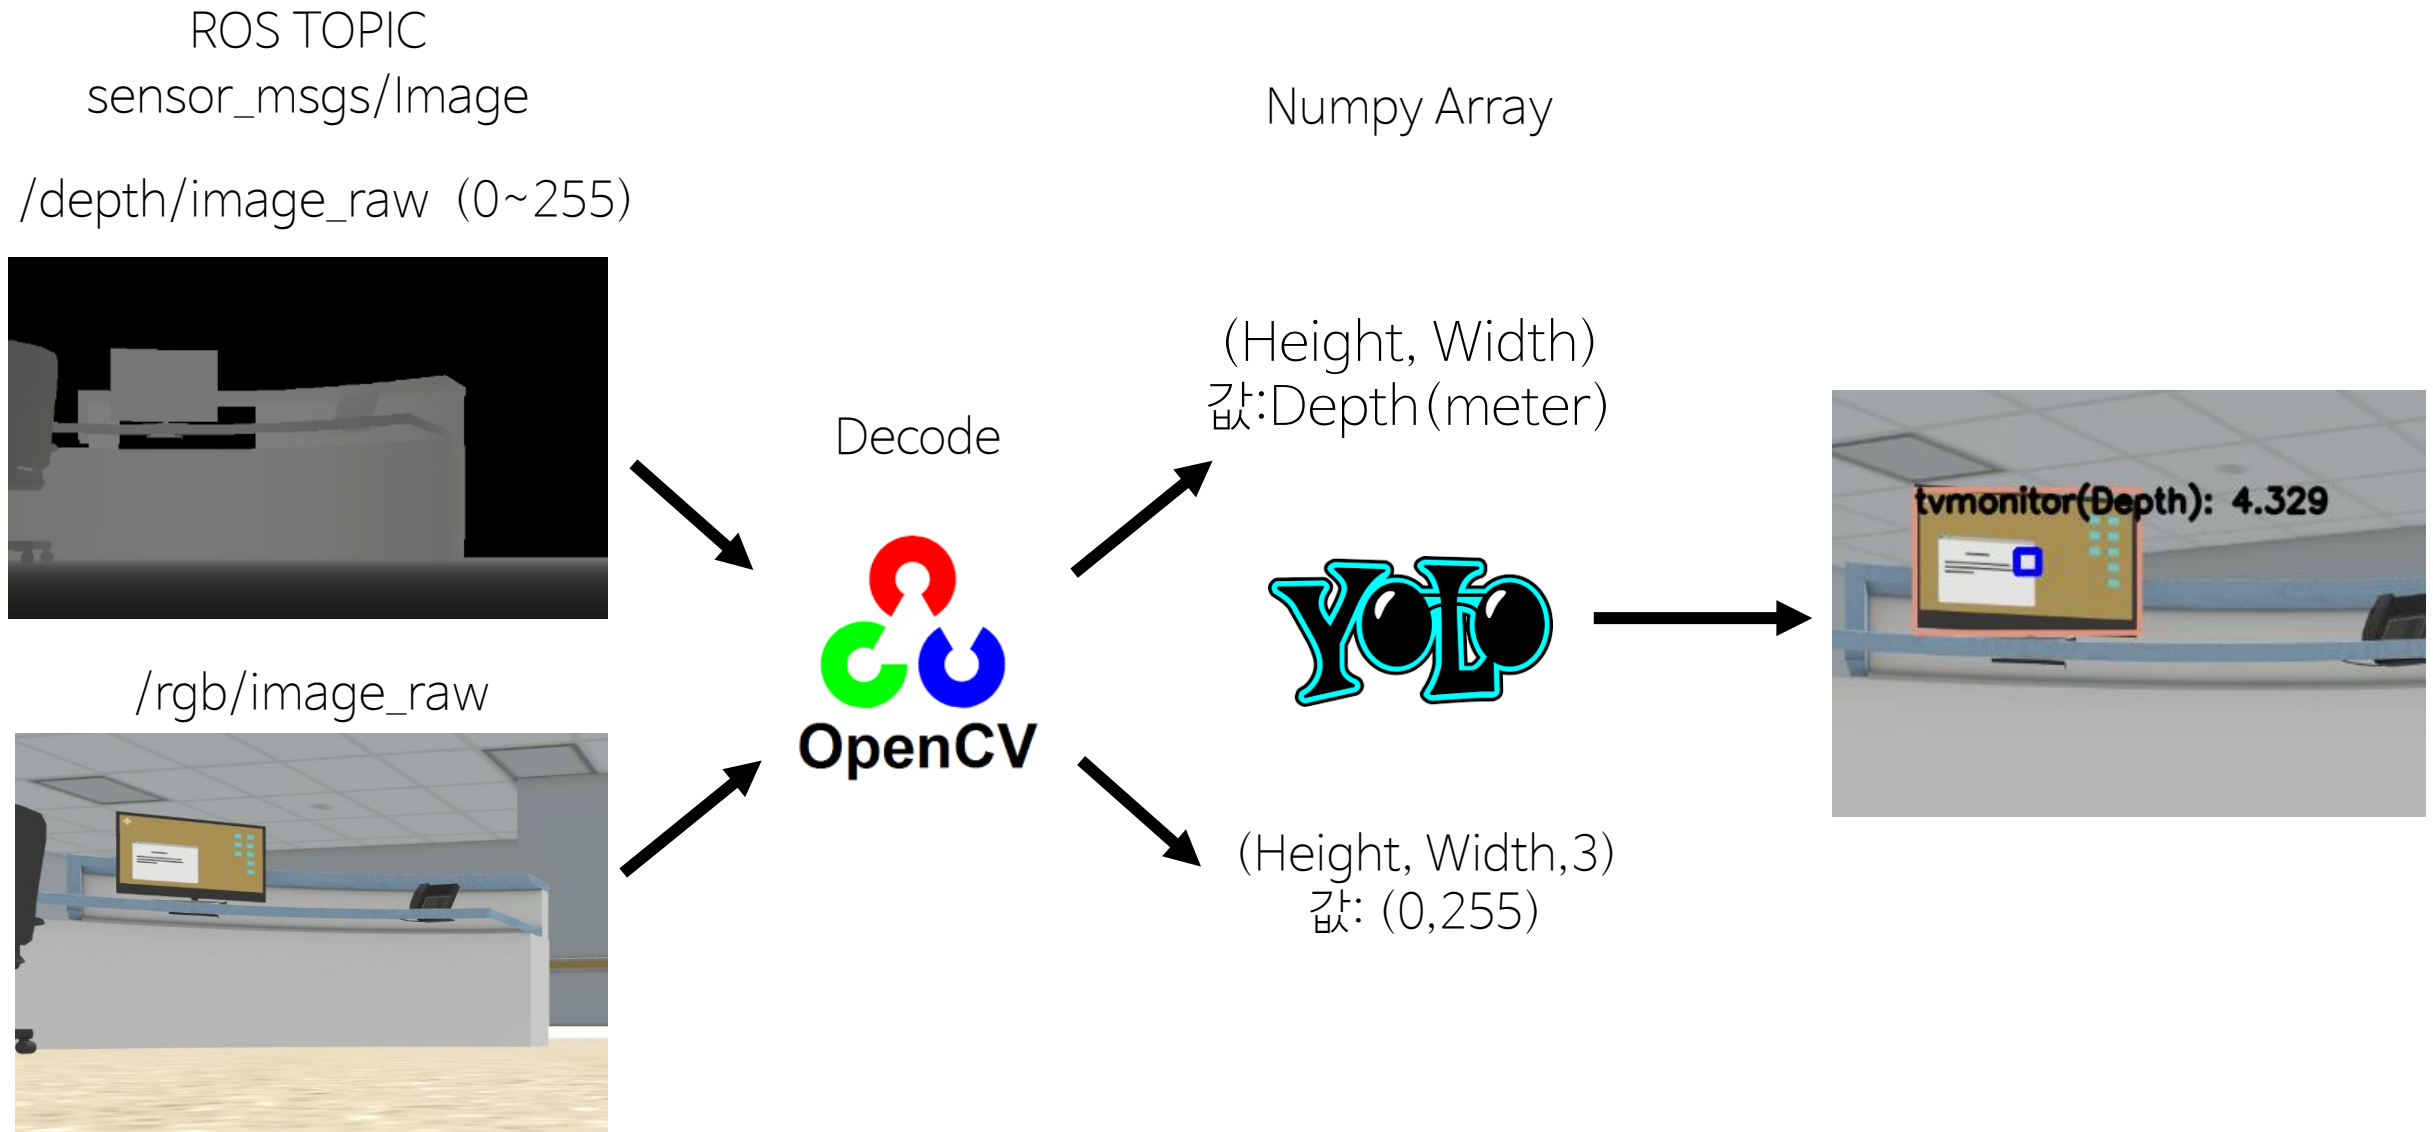 ROS TOPIC
sensor_msgs/Image
/depth/image_raw (0~255)
/rgb/image_raw
Decode
OpenCV
Numpy Array
(Height, Width)
값:Depth(meter)
YOLO
(Height, Width,3)
값: (0,255)
tvmonitor(Depth): 4.329